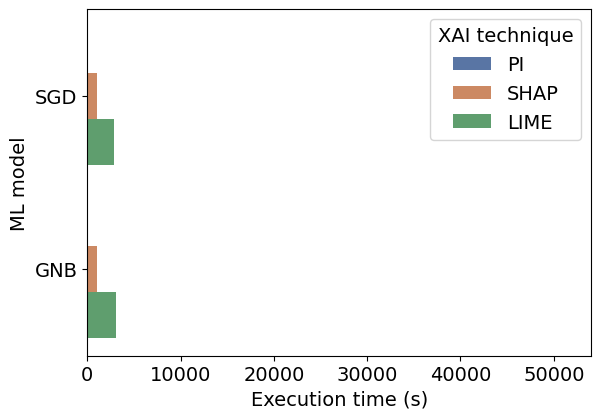 XAI technique
PI
SHAP
LIME
SGD
GNB
ML model
0 10000 20000 30000 40000 50000
Execution time (s)